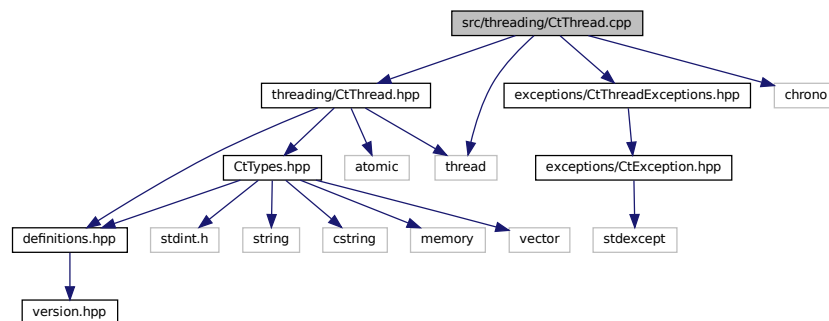 src/threading/CtThread.cpp
threading/CtThread.hpp
exceptions/CtThreadExceptions.hpp
chrono
CtTypes.hpp
atomic
thread
exceptions/CtException.hpp
definitions.hpp
stdint.h
string
cstring
memory
vector
stdexcept
version.hpp